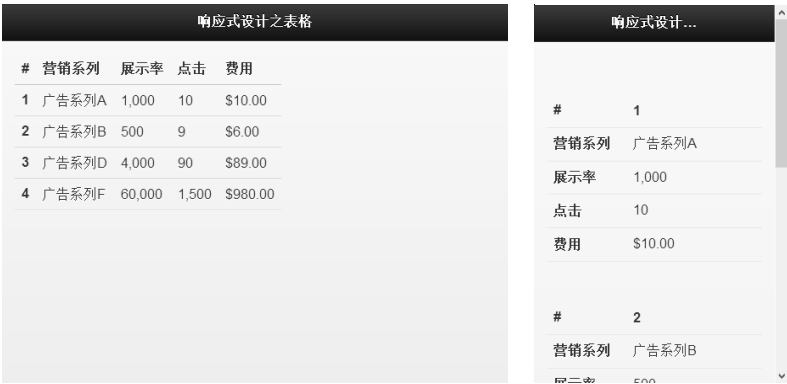 响应式设计之表格
# 营销系列 展示率 点击 费用
1 广告系列A 1,000 10 $10.00
2 广告系列B 500 9 $6.00
3 广告系列D 4,000 90 $89.00
4 广告系列F 60,000 1,500 $980.00
响应式设计...
# 1
营销系列 广告系列A
展示率 1,000
点击 10
费用 $10.00
# 2
营销系列 广告系列B
展示率 500